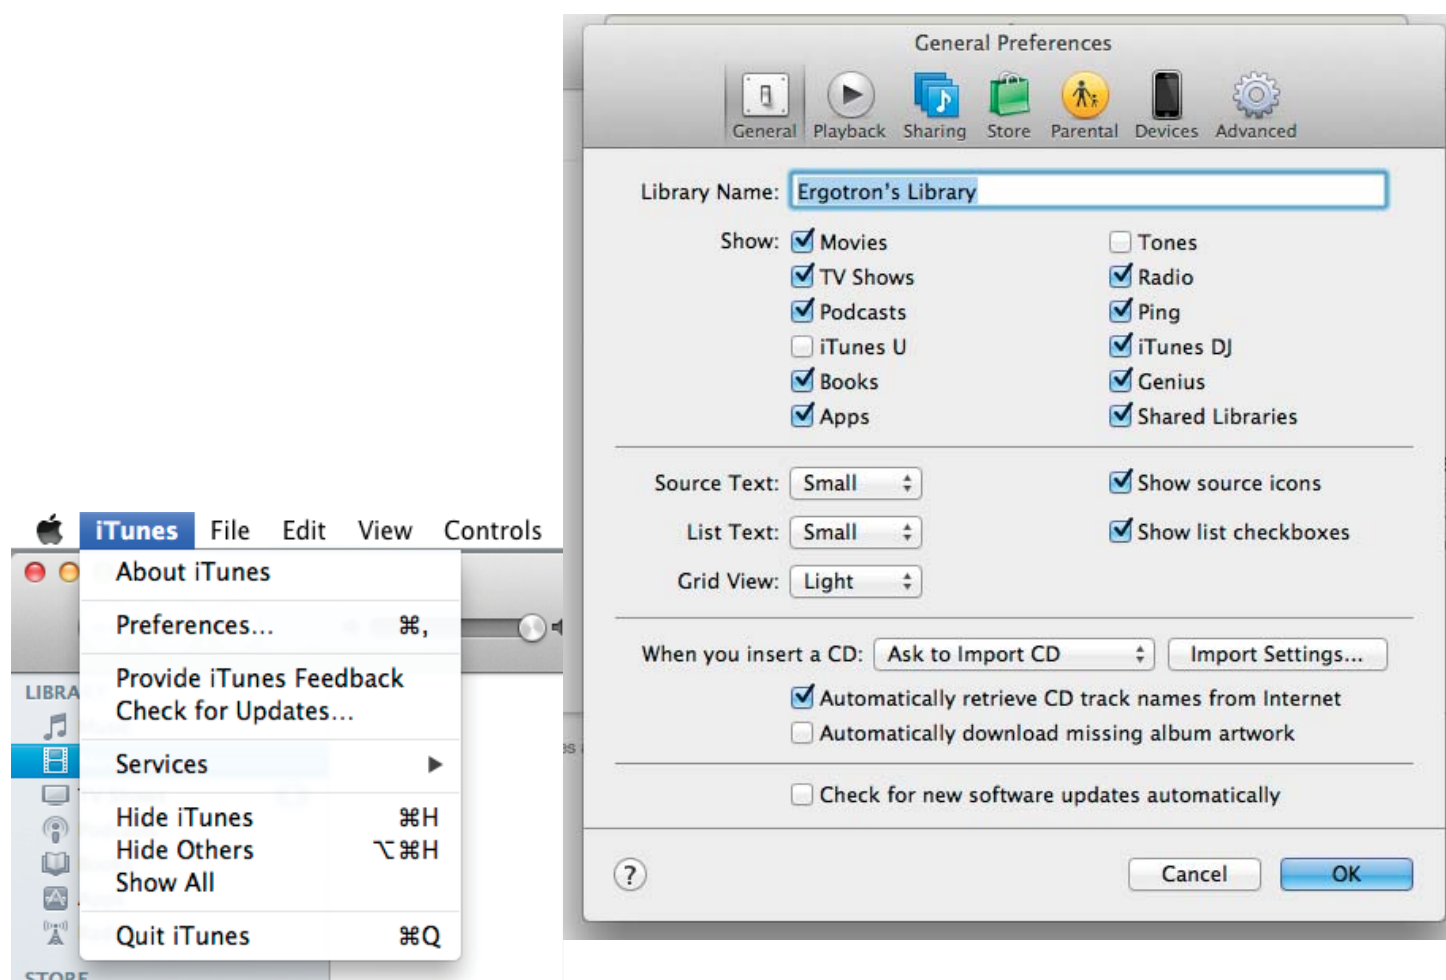 iTunes File Edit View Controls
About iTunes
Preferences... ⌘,
Provide iTunes Feedback
Check for Updates...
Services
Hide iTunes ⌘H
Hide Others ⌥⌘H
Show All
Quit iTunes ⌘Q
LIBRA
STORE
General Preferences
General Playback Sharing Store Parental Devices Advanced
Library Name: Ergotron's Library
Show: Movies Tones
TV Shows Radio
Podcasts Ping
iTunes U iTunes DJ
Books Genius
Apps Shared Libraries
Source Text: Small Show source icons
List Text: Small Show list checkboxes
Grid View: Light
When you insert a CD: Ask to Import CD Import Settings...
Automatically retrieve CD track names from Internet
Automatically download missing album artwork
Check for new software updates automatically
? Cancel OK